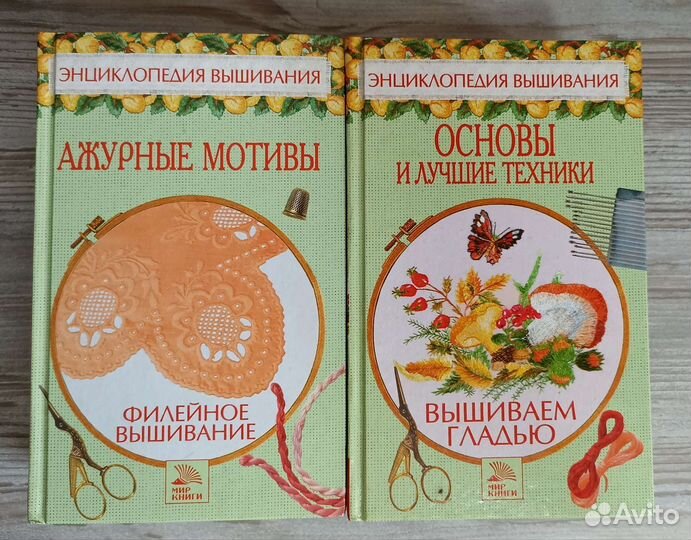 ЭНЦИКЛОПЕДИЯ ВЫШИВАНИЯ
АЖУРНЫЕ МОТИВЫ
ФИЛЕЙНОЕ
ВЫШИВАНИЕ
МИР
КНИГИ
ЭНЦИКЛОПЕДИЯ ВЫШИВАНИЯ
ОСНОВЫ
И ЛУЧШИЕ ТЕХНИКИ
ВЫШИВАЕМ
ГЛАДЬЮ
МИР
КНИГИ
Avito